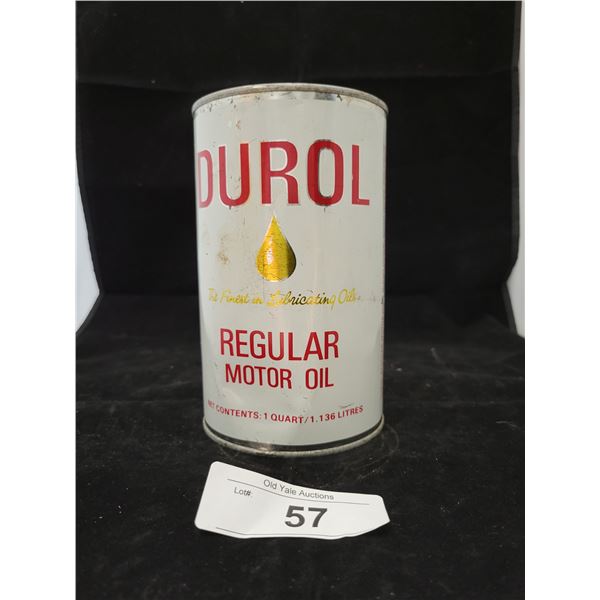 DUROL
The Finest in Lubricating Oils
REGULAR
MOTOR OIL
NET CONTENTS: 1 QUART/1.136 LITRES
Old Yale Auctions
Lot#:
57